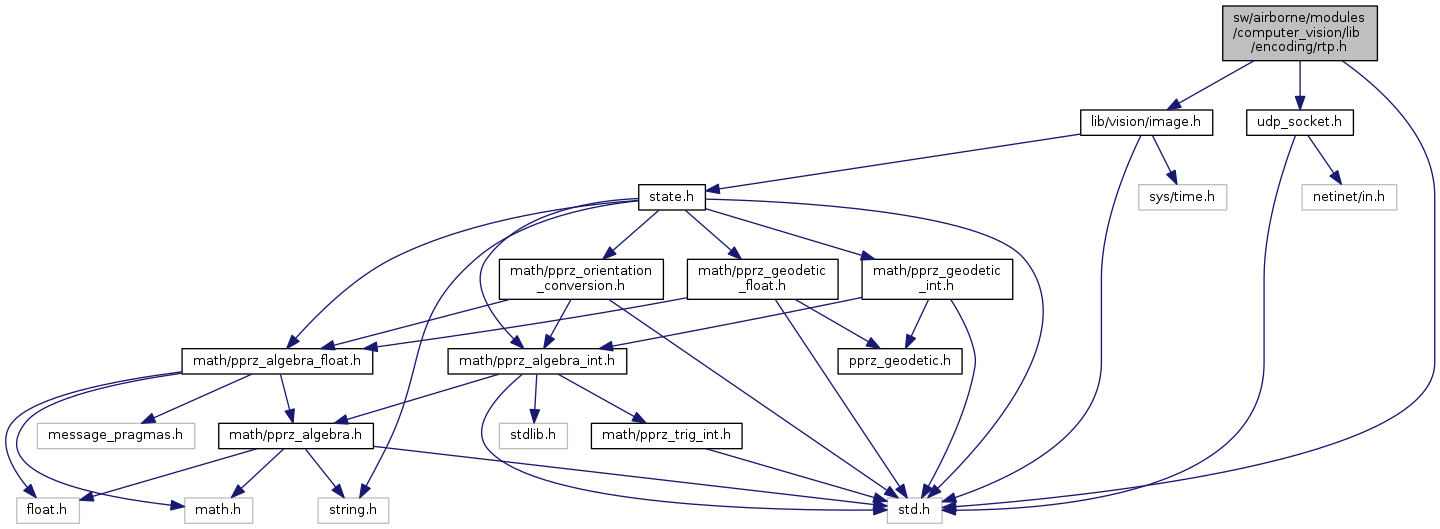 sw/airborne/modules
/computer_vision/lib
/encoding/rtp.h
lib/vision/image.h
udp_socket.h
state.h
sys/time.h
netinet/in.h
math/pprz_orientation
_conversion.h
math/pprz_geodetic
_float.h
math/pprz_geodetic
_int.h
math/pprz_algebra_float.h
math/pprz_algebra_int.h
pprz_geodetic.h
message_pragmas.h
math/pprz_algebra.h
stdlib.h
math/pprz_trig_int.h
float.h
math.h
string.h
std.h